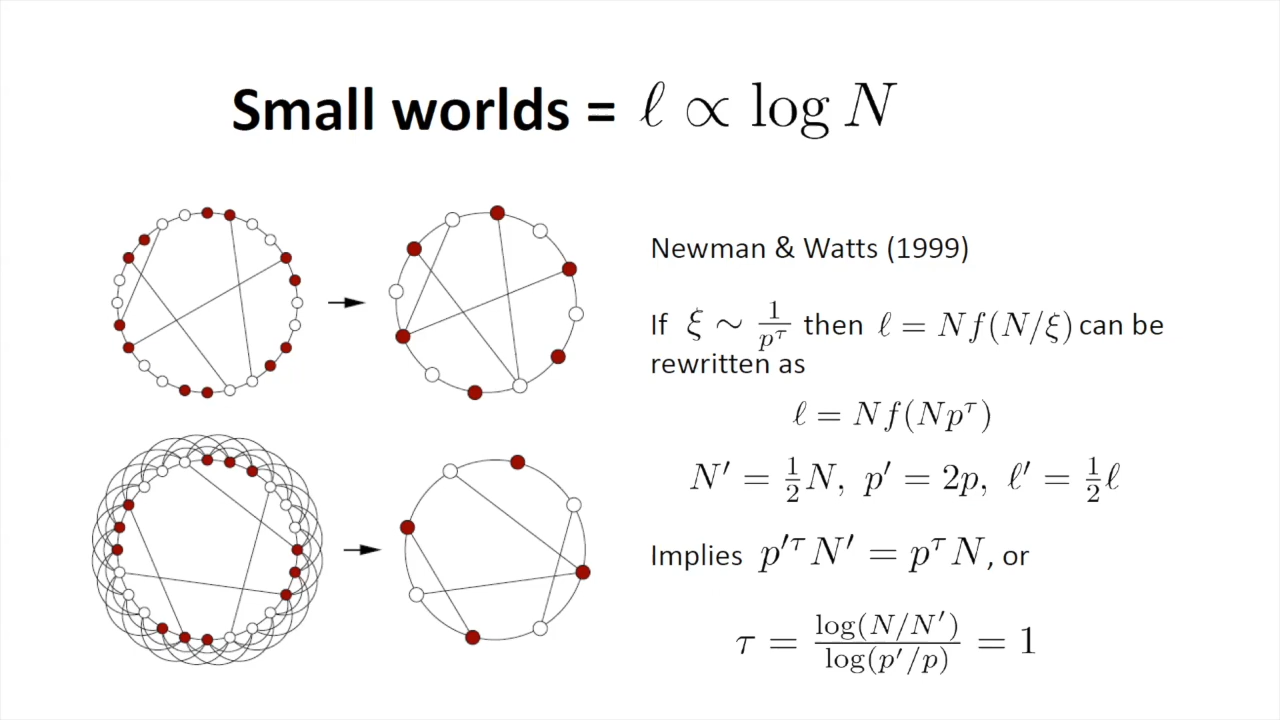 Small worlds = ℓ ∝ log N
Newman & Watts (1999)
If ξ ∼ 1/p^τ then ℓ = Nf(N/ξ) can be
rewritten as
ℓ = Nf(Np^τ)
N′ = ½N, p′ = 2p, ℓ′ = ½ℓ
Implies p′^τ N′ = p^τ N, or
τ = log(N/N′)/log(p′/p) = 1